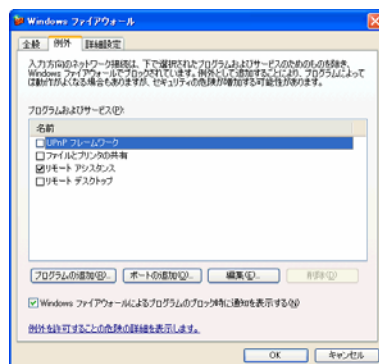 Windows ファイアウォール
全般 例外 詳細設定
入力方向のネットワーク接続は、下で選択されたプログラムおよびサービスのためのものを除き、
Windows ファイアウォールでブロックされています。例外として追加することにより、プログラムによって
は動作がよくなる場合もありますが、セキュリティの危険が増加する可能性があります。
プログラムおよびサービス(P):
名前
UPnP フレームワーク
ファイルとプリンタの共有
リモート アシスタンス
リモート デスクトップ
プログラムの追加(R)... ポートの追加(O)... 編集(E)... 削除(D)
Windows ファイアウォールによるプログラムのブロック時に通知を表示する(N)
例外を許可することの危険の詳細を表示します。
OK キャンセル